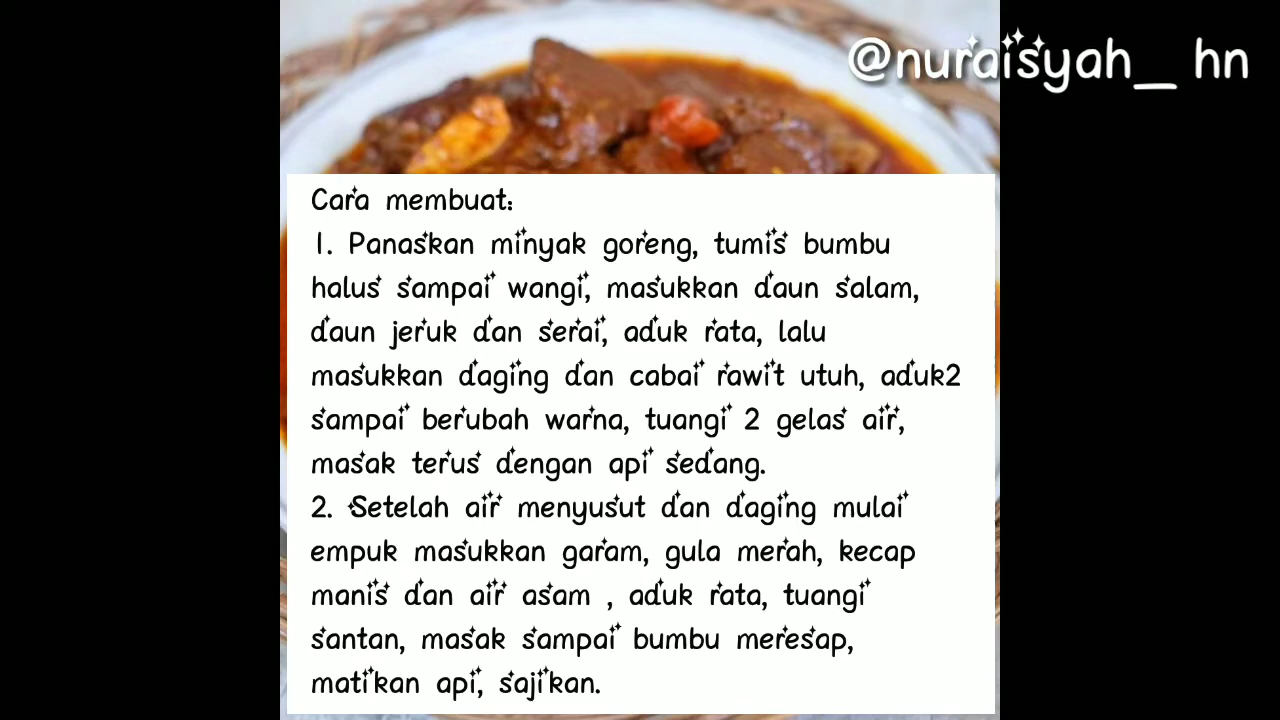 @nuraisyah_ hn
Cara membuat:
1. Panaskan minyak goreng, tumis bumbu
halus sampai wangi, masukkan daun salam,
daun jeruk dan serai, aduk rata, lalu
masukkan daging dan cabai rawit utuh, aduk2
sampai berubah warna, tuangi 2 gelas air,
masak terus dengan api sedang.
2. Setelah air menyusut dan daging mulai
empuk masukkan garam, gula merah, kecap
manis dan air asam , aduk rata, tuangi
santan, masak sampai bumbu meresap,
matikan api, sajikan.